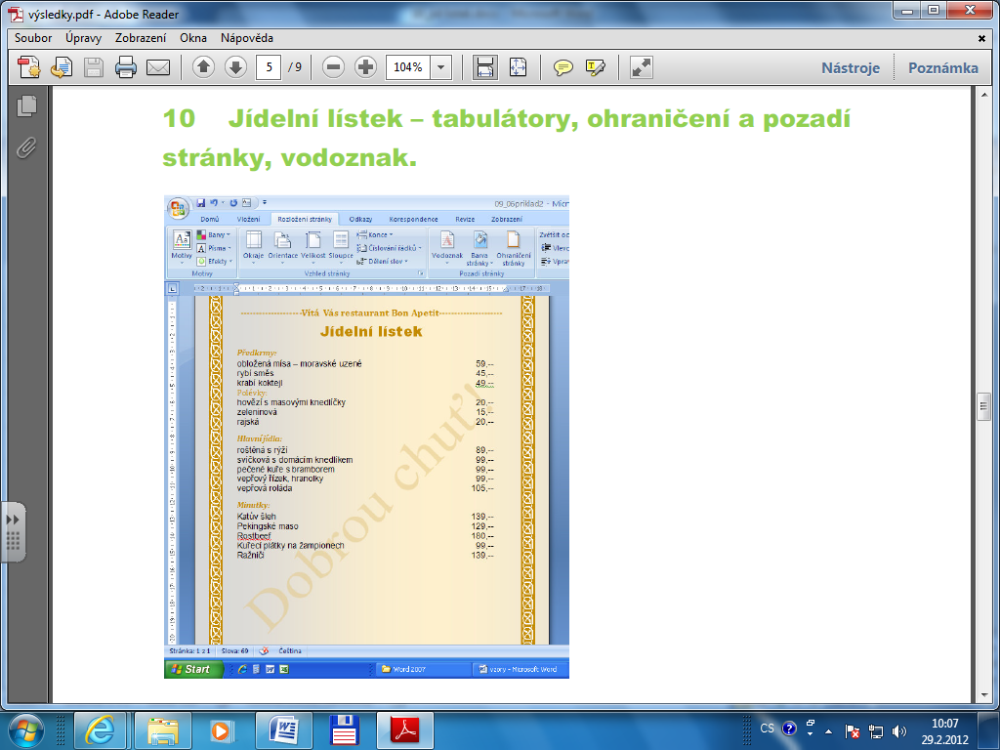 výsledky.pdf - Adobe Reader
Soubor Úpravy Zobrazení Okna Nápověda
5 / 9 104% Nástroje Poznámka
10 Jídelní lístek – tabulátory, ohraničení a pozadí
stránky, vodoznak.
09_06priklad2 - Micr
Domů Vložení Rozložení stránky Odkazy Korespondence Revize Zobrazení
Motivy
Barvy
Písma
Efekty
Okraje Orientace Velikost Sloupce
Konce
Číslování řádků
Dělení slov
Vodoznak Barva stránky Ohraničení stránky
Zvětšit od
Vlevo
Vprav
Motivy Vzhled stránky Pozadí stránky
--------------------Vítá Vás restaurant Bon Apetit--------------------
Jídelní lístek
Předkrmy:
obložená mísa – moravské uzené 59,--
rybí směs 45,--
krabí koktejl 49,--
Polévky:
hovězí s masovými knedlíčky 20,--
zeleninová 15,--
rajská 20,--
Hlavní jídla:
roštěná s rýží 89,--
svíčková s domácím knedlíkem 99,--
pečené kuře s bramborem 99,--
vepřový řízek, hranolky 99,--
vepřová roláda 105,--
Minutky:
Katův šleh 139,--
Pekingské maso 129,--
Rostbeef 180,--
Kuřecí plátky na žampionech 99,--
Ražniči 139,--
Dobrou chuť!
Stránka: 1 z 1 Slova: 69 Čeština
Start Word 2007 vzory - Microsoft Word
CS 10:07
29.2.2012